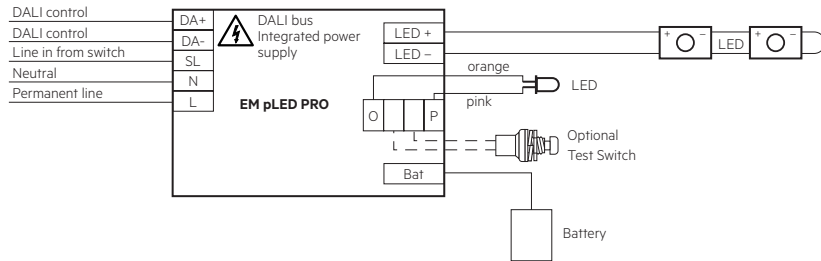 DALI control
DA+
DALI control
DA-
Line in from switch
SL
Neutral
N
Permanent line
L
DALI bus
Integrated power
supply
EM pLED PRO
LED +
LED –
+ –
LED
+ –
orange
LED
pink
O
P
Optional
Test Switch
Bat
Battery